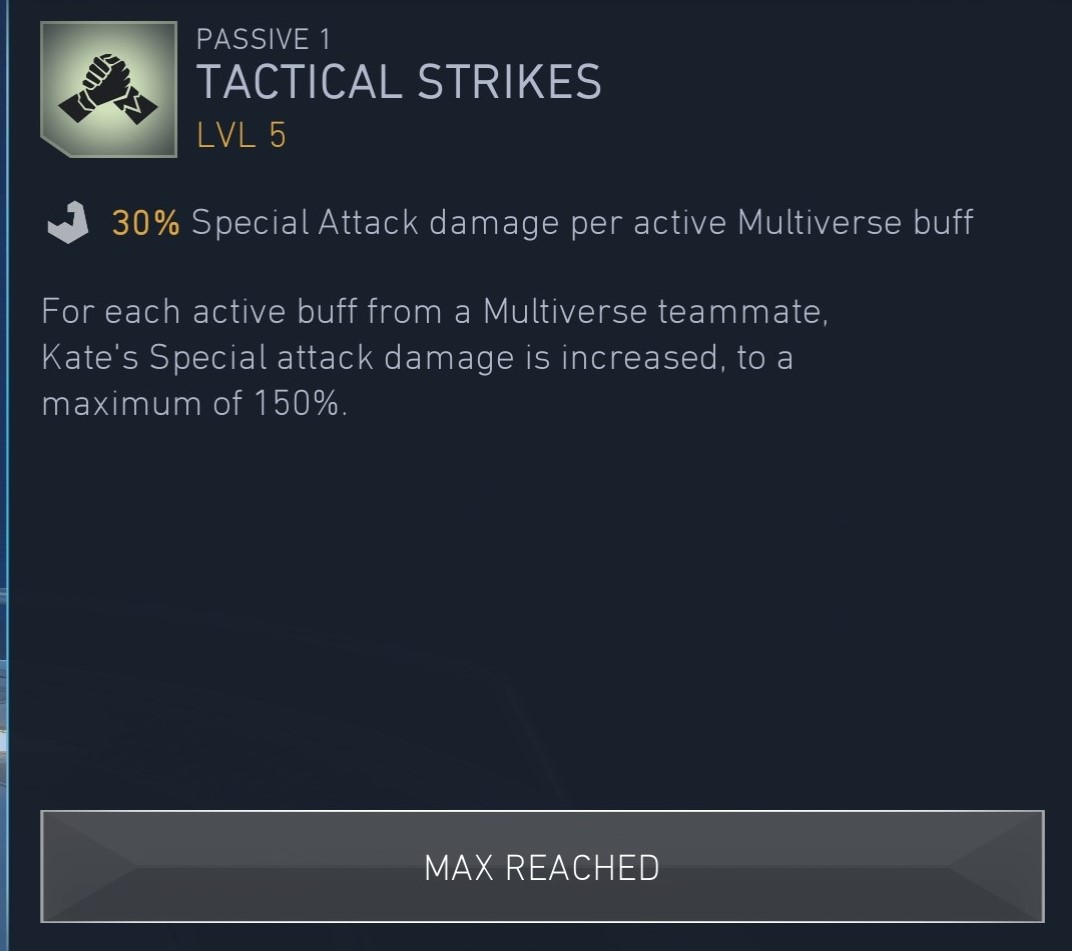 PASSIVE 1
TACTICAL STRIKES
LVL 5
30% Special Attack damage per active Multiverse buff
For each active buff from a Multiverse teammate,
Kate's Special attack damage is increased, to a
maximum of 150%.
MAX REACHED